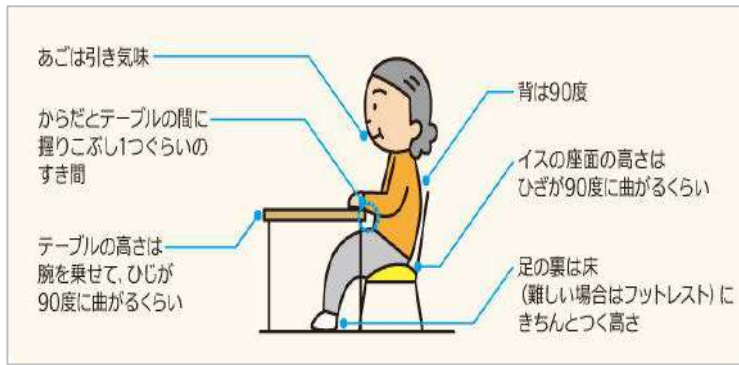 あごは引き気味
からだとテーブルの間に
握りこぶし1つぐらいの
すき間
テーブルの高さは
腕を乗せて、ひじが
90度に曲がるくらい
背は90度
イスの座面の高さは
ひざが90度に曲がるくらい
足の裏は床
(難しい場合はフットレスト)に
きちんとつく高さ